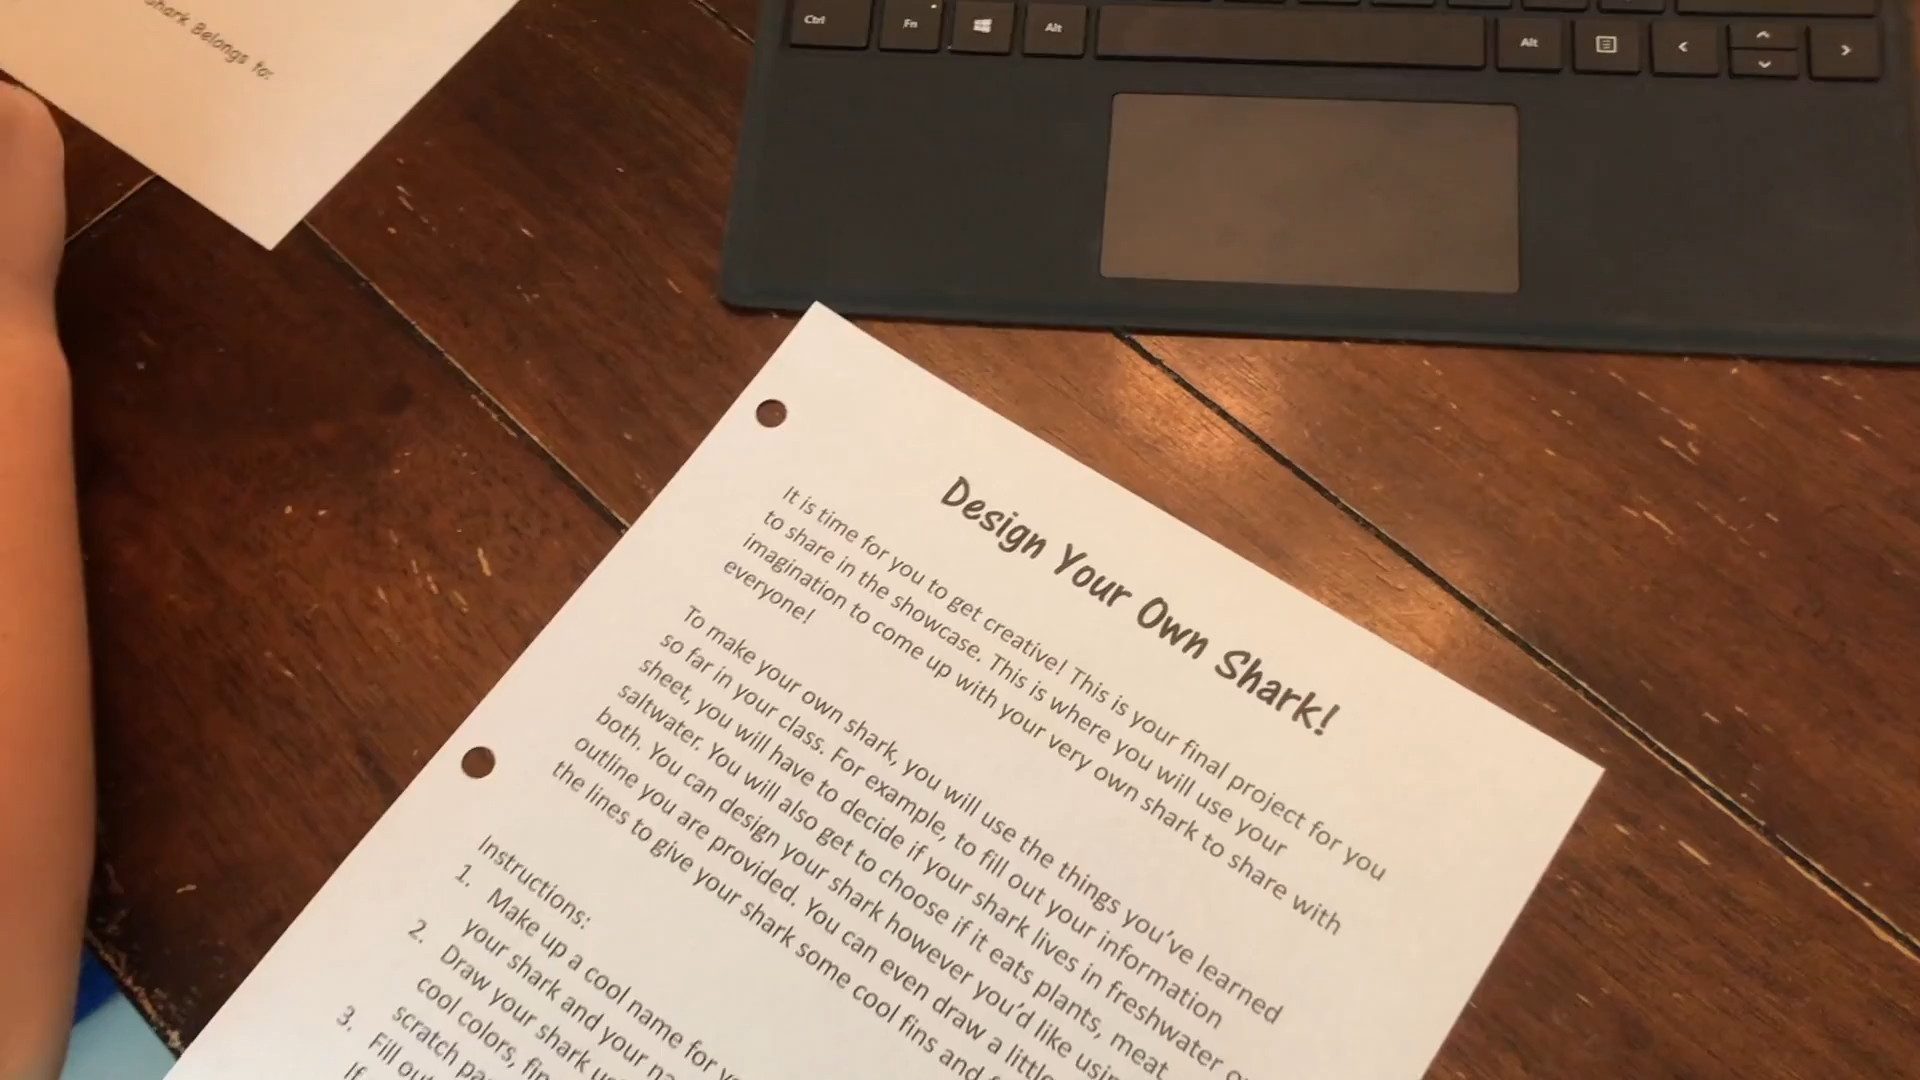 Shark Belongs to:
Ctrl
Fn
Alt
Alt
Design Your Own Shark!
It is time for you to get creative! This is your final project for you
to share in the showcase. This is where you will use your
imagination to come up with your very own shark to share with
everyone!
To make your own shark, you will use the things you've learned
so far in your class. For example, to fill out your information
sheet, you will have to decide if your shark lives in freshwater
saltwater. You will also get to choose if it eats plants, meat
both. You can design your shark however you'd like
outline you are provided. You can even draw a little
the lines to give your shark some cool fins and
Instructions:
1. Make up a cool name for
your shark and your
2. Draw your shark
cool colors,
scratch
3. Fill out
If